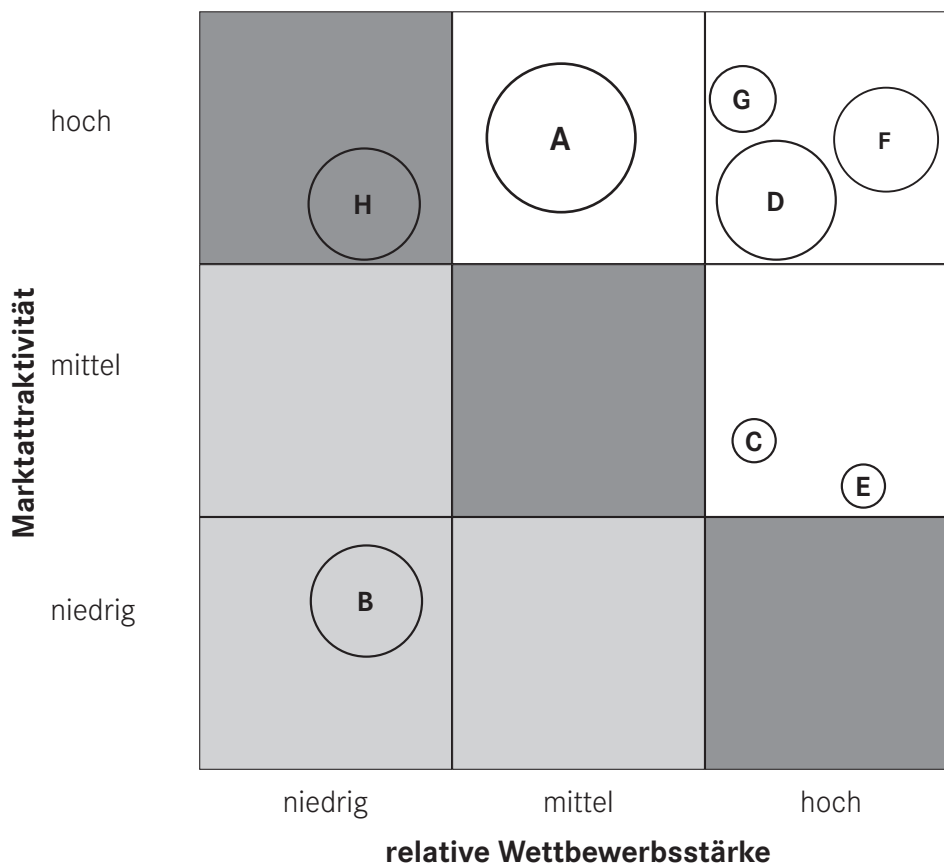 hoch
G
A
F
D
H
Marktattraktivität
mittel
C
E
niedrig
B
niedrig
mittel
hoch
relative Wettbewerbsstärke